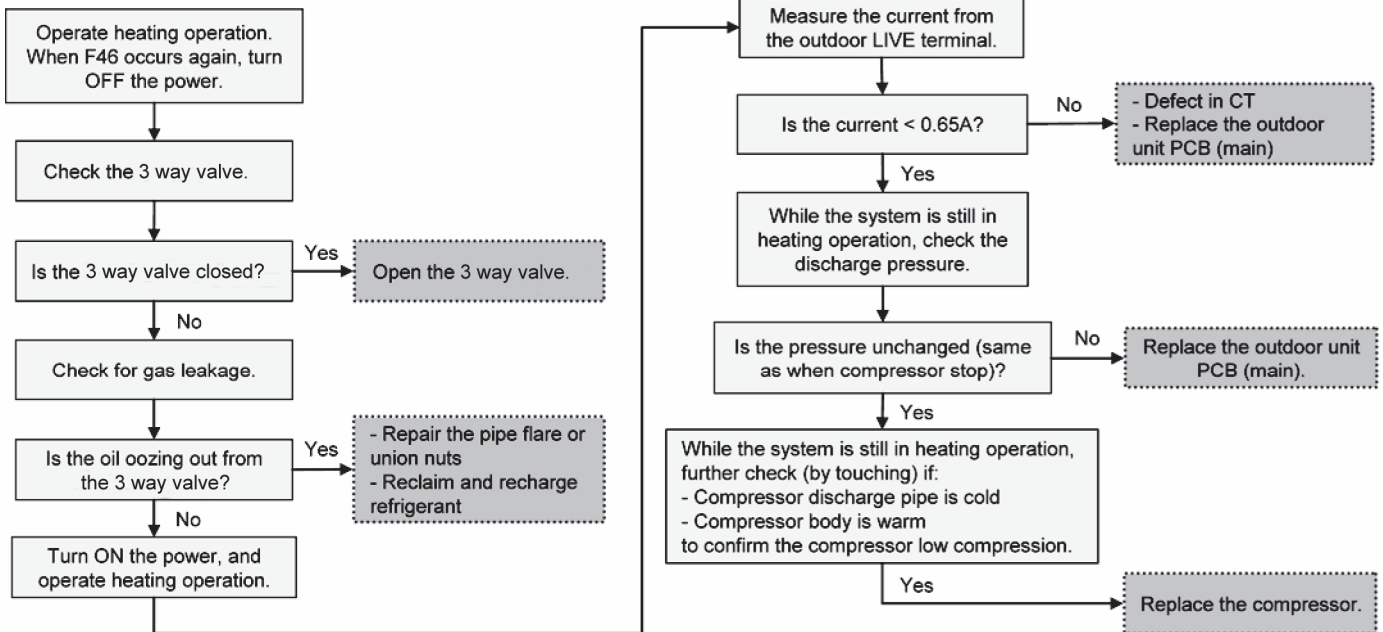 Operate heating operation.
When F46 occurs again, turn
OFF the power.
Check the 3 way valve.
Is the 3 way valve closed?
Yes
Open the 3 way valve.
No
Check for gas leakage.
Is the oil oozing out from
the 3 way valve?
Yes
- Repair the pipe flare or
union nuts
- Reclaim and recharge
refrigerant
No
Turn ON the power, and
operate heating operation.
Measure the current from
the outdoor LIVE terminal.
Is the current < 0.65A?
No
- Defect in CT
- Replace the outdoor
unit PCB (main)
Yes
While the system is still in
heating operation, check the
discharge pressure.
Is the pressure unchanged (same
as when compressor stop)?
No
Replace the outdoor unit
PCB (main).
Yes
While the system is still in heating operation,
further check (by touching) if:
- Compressor discharge pipe is cold
- Compressor body is warm
to confirm the compressor low compression.
Yes
Replace the compressor.